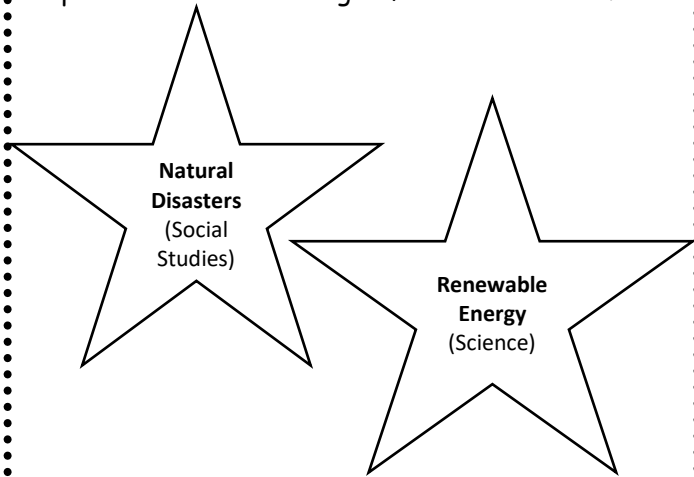 Natural
Disasters
(Social
Studies)
Renewable
Energy
(Science)